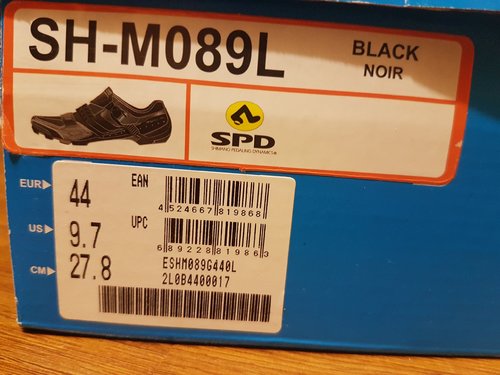 SH-M089L
BLACK
NOIR
SPD
SHIMANO PEDALING DYNAMICS
EUR 44
US 9.7
CM 27.8
EAN
4 524667 819868
UPC
6 89228 81986 3
ESHM089G440L
2L0B4400017